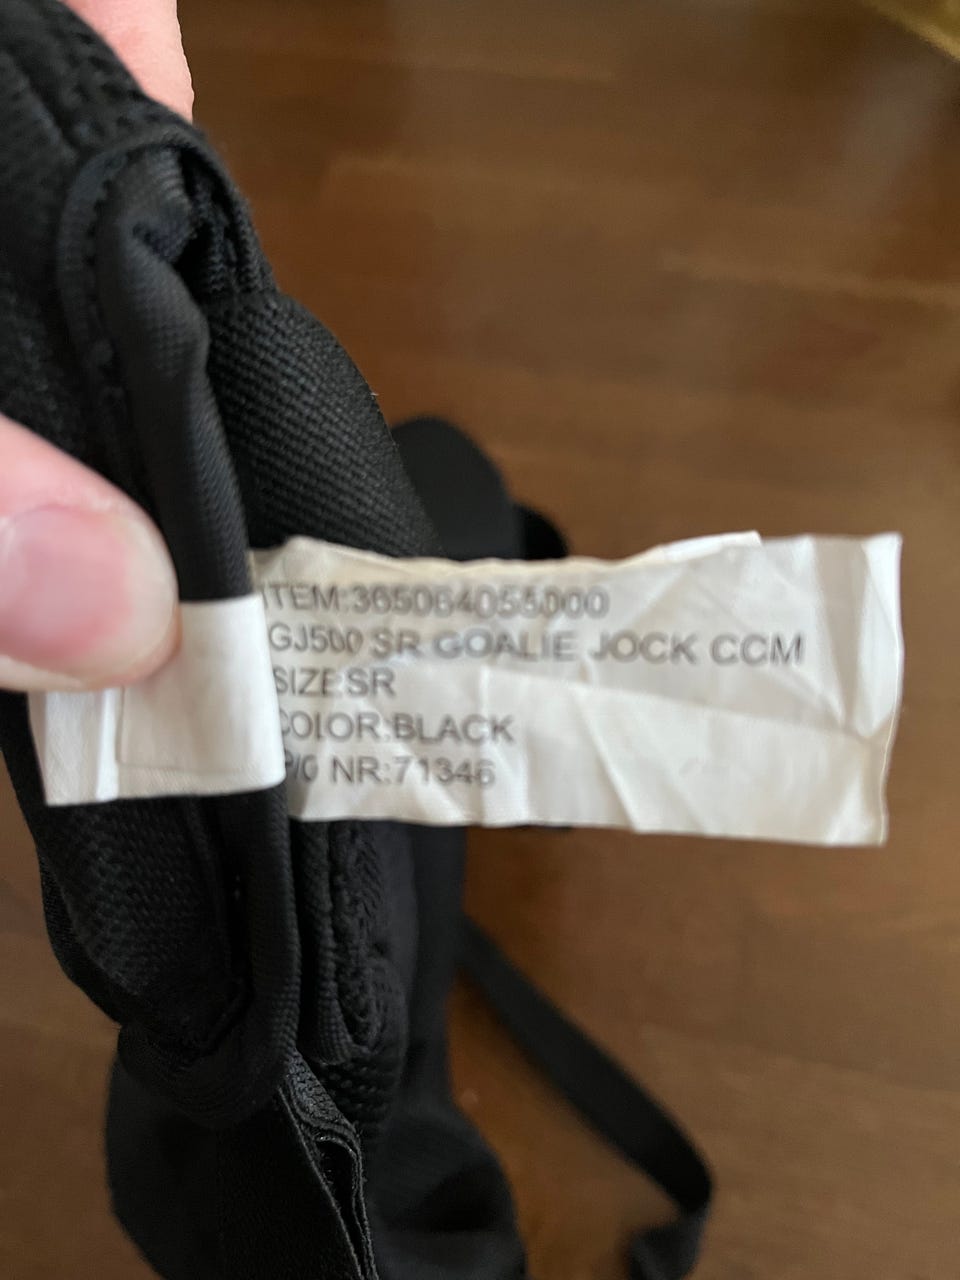 ITEM:365064055000
GJ500 SR GOALIE JOCK CCM
SIZE:SR
COLOR:BLACK
P/O NR:71346